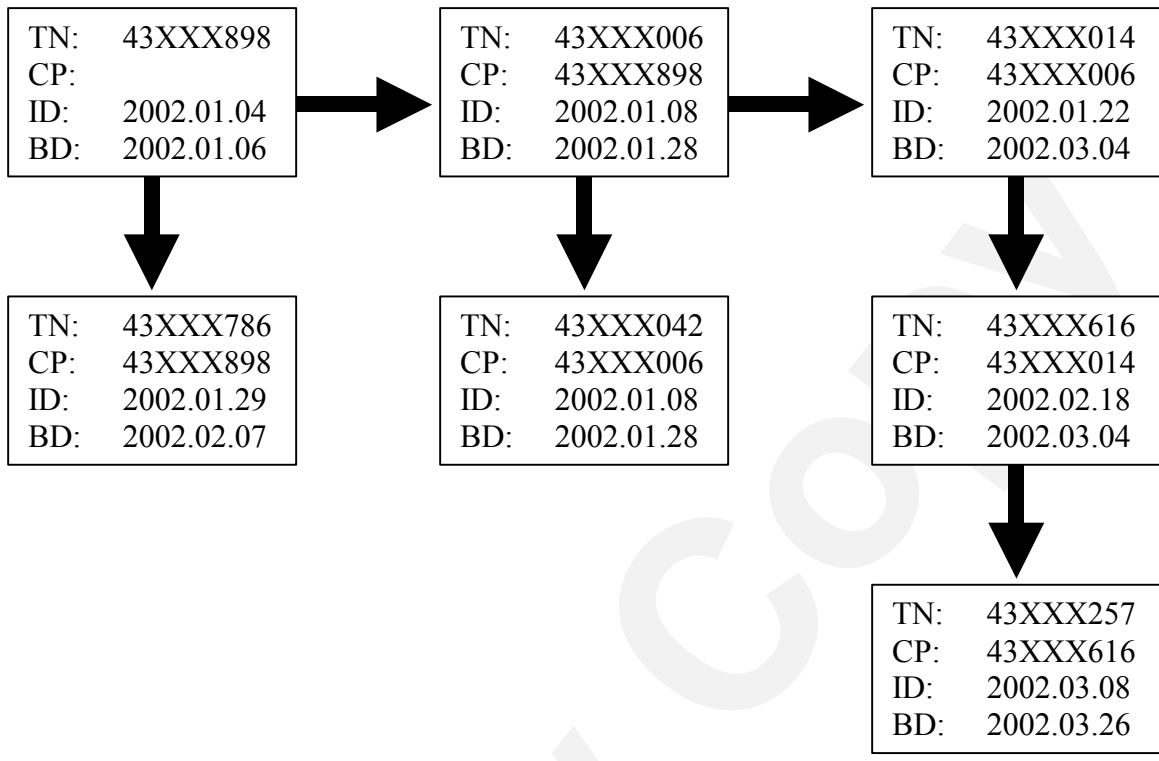 TN: 43XXX898
CP:
ID: 2002.01.04
BD: 2002.01.06
TN: 43XXX006
CP: 43XXX898
ID: 2002.01.08
BD: 2002.01.28
TN: 43XXX014
CP: 43XXX006
ID: 2002.01.22
BD: 2002.03.04
TN: 43XXX786
CP: 43XXX898
ID: 2002.01.29
BD: 2002.02.07
TN: 43XXX042
CP: 43XXX006
ID: 2002.01.08
BD: 2002.01.28
TN: 43XXX616
CP: 43XXX014
ID: 2002.02.18
BD: 2002.03.04
TN: 43XXX257
CP: 43XXX616
ID: 2002.03.08
BD: 2002.03.26
Copy